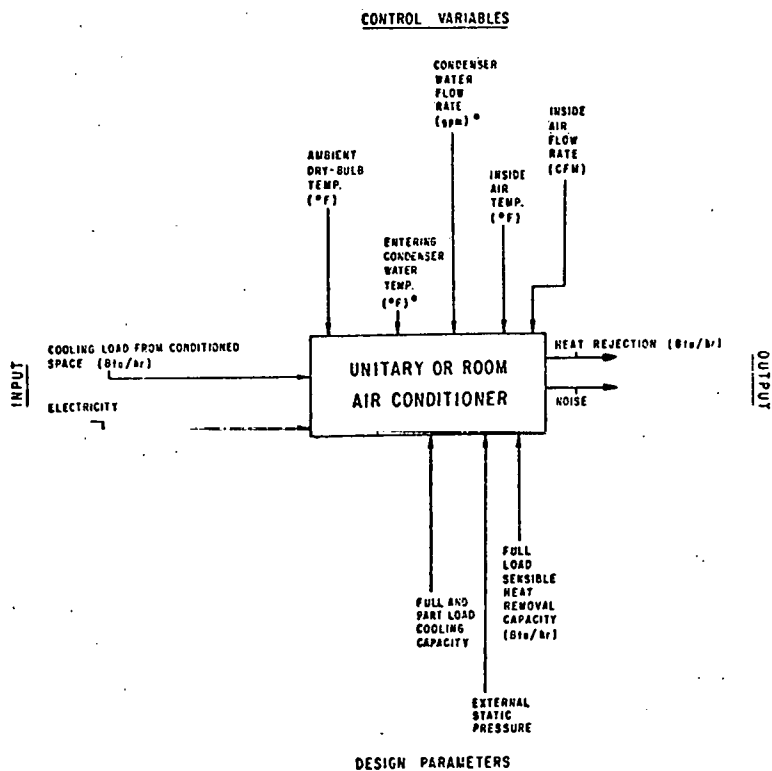 CONTROL VARIABLES
CONDENSER
WATER
FLOW
RATE
(gpm)*
INSIDE
AIR
FLOW
RATE
(CFM)
AMBIENT
DRY-BULB
TEMP.
(°F)
INSIDE
AIR
TEMP.
(°F)
ENTERING
CONDENSER
WATER
TEMP.
(°F)*
INPUT
COOLING LOAD FROM CONDITIONED
SPACE (Btu/hr)
ELECTRICITY
UNITARY OR ROOM
AIR CONDITIONER
HEAT REJECTION (Btu/hr)
NOISE
OUTPUT
FULL AND
PART LOAD
COOLING
CAPACITY
FULL
LOAD
SENSIBLE
HEAT
REMOVAL
CAPACITY
(Btu/hr)
EXTERNAL
STATIC
PRESSURE
DESIGN PARAMETERS